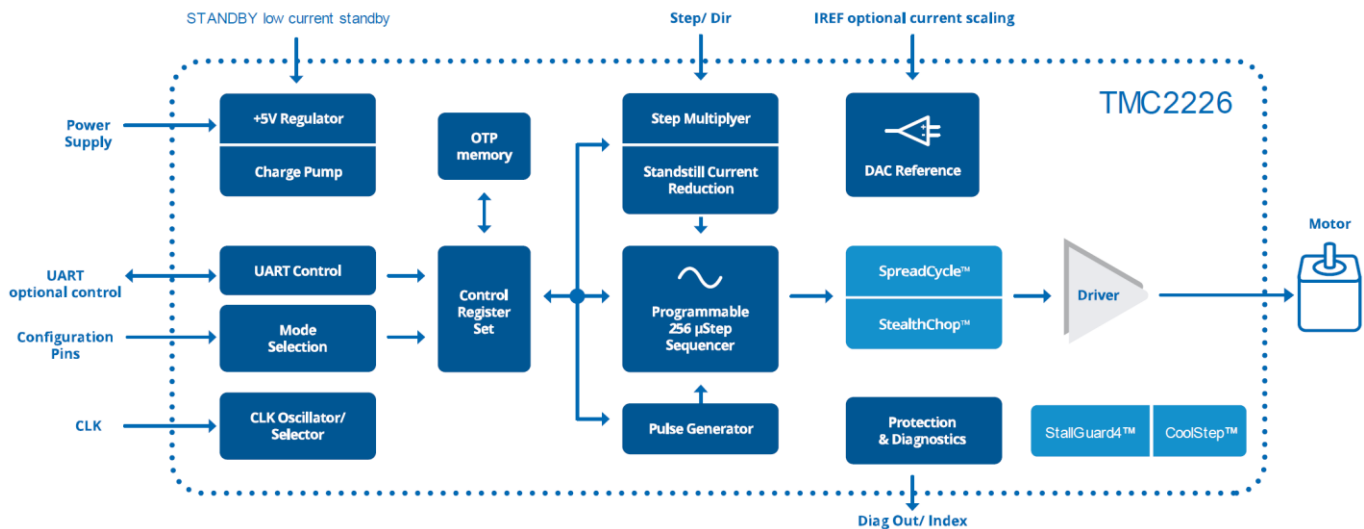 STANDBY low current standby
Step/ Dir
IREF optional current scaling
TMC2226
Power
Supply
+5V Regulator
Charge Pump
OTP
memory
Step Multiplyer
Standstill Current
Reduction
DAC Reference
Motor
UART
optional control
UART Control
Configuration
Pins
Mode
Selection
Control
Register
Set
Programmable
256 µStep
Sequencer
SpreadCycle™
StealthChop™
Driver
CLK
CLK Oscillator/
Selector
Pulse Generator
Protection
& Diagnostics
StallGuard4™
CoolStep™
Diag Out/ Index